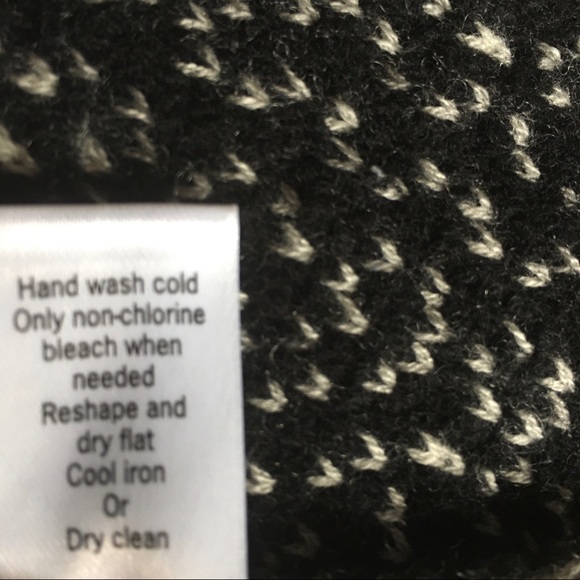 Hand wash cold
Only non-chlorine
bleach when
needed
Reshape and
dry flat
Cool iron
Or
Dry clean